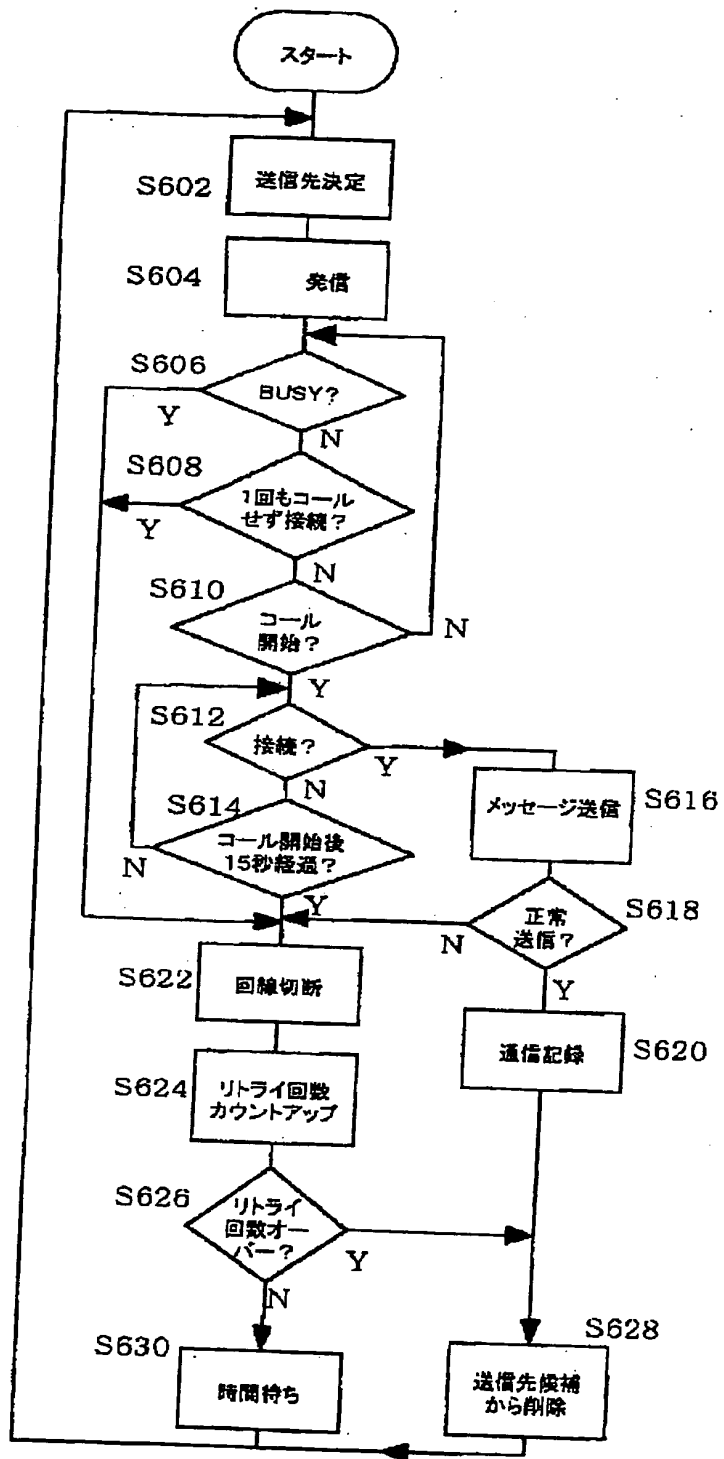 スタート
S602
送信先決定
S604
発信
S606
BUSY?
Y
N
S608
1回もコール
せず接続?
Y
N
S610
コール
開始?
N
Y
S612
接続?
Y
N
メッセージ送信
S616
S614
コール開始後
15秒経過?
N
Y
正常
送信?
S618
N
Y
S622
回線切断
通信記録
S620
S624
リトライ回数
カウントアップ
S626
リトライ
回数オー
バー?
Y
N
S628
S630
時間待ち
送信先候補
から削除